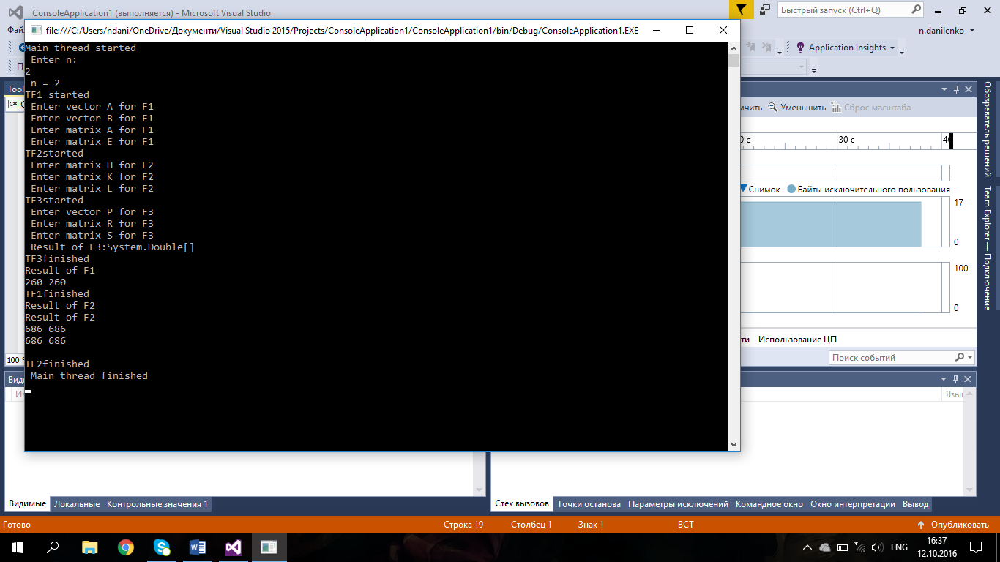 ConsoleApplication1 (выполняется) - Microsoft Visual Studio
Быстрый запуск (Ctrl+Q)
n.danilenko
file:///C:/Users/ndani/OneDrive/Документи/Visual Studio 2015/Projects/ConsoleApplication1/ConsoleApplication1/bin/Debug/ConsoleApplication1.EXE
Application Insights
Main thread started
Enter n:
2
n = 2
TF1 started
Enter vector A for F1
Enter vector B for F1
Enter matrix A for F1
Enter matrix E for F1
TF2started
Enter matrix H for F2
Enter matrix K for F2
Enter matrix L for F2
TF3started
Enter vector P for F3
Enter matrix R for F3
Enter matrix S for F3
Result of F3:System.Double[]
TF3finished
Result of F1
260 260
TF1finished
Result of F2
Result of F2
686 686
686 686
TF2finished
Main thread finished
Уменьшить Сброс масштаба
30 с
Снимок Байты исключительного пользования
17
0
100
0
Использование ЦП
Поиск событий
100 %
Обозреватель решений
Team Explorer — Подключение
Видимые Локальные Контрольные значения 1
Стек вызовов Точки останова Параметры исключений Командное окно Окно интерпретации Вывод
Готово Строка 19 Столбец 1 Знак 1 ВСТ Опубликовать
ENG
16:37
12.10.2016